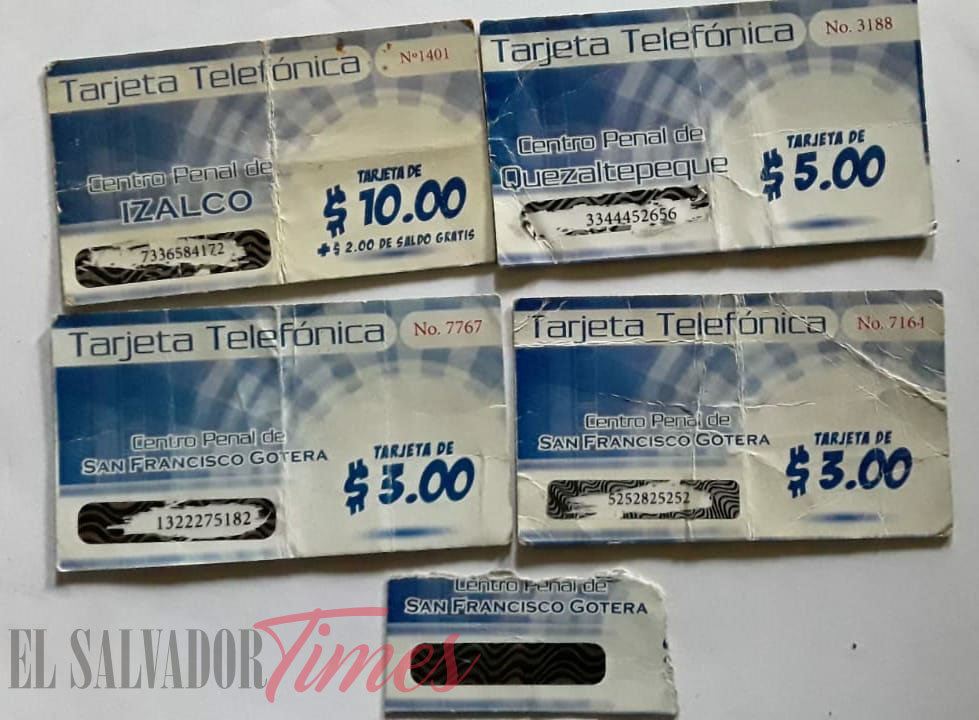 Tarjeta Telefónica
Nº1401
Centro Penal de
IZALCO
7336584172
TARJETA DE
$ 10.00
+ $ 2.00 DE SALDO GRATIS
Tarjeta Telefónica
No. 3188
Centro Penal de
Quezaltepeque
3344452656
TARJETA DE
$ 5.00
Tarjeta Telefónica
No. 7767
Centro Penal de
SAN FRANCISCO GOTERA
1322275182
TARJETA DE
$ 3.00
Tarjeta Telefónica
No. 7164
Centro Penal de
SAN FRANCISCO GOTERA
5252825252
TARJETA DE
$ 3.00
Centro Penal de
SAN FRANCISCO GOTERA
EL SALVADOR Times